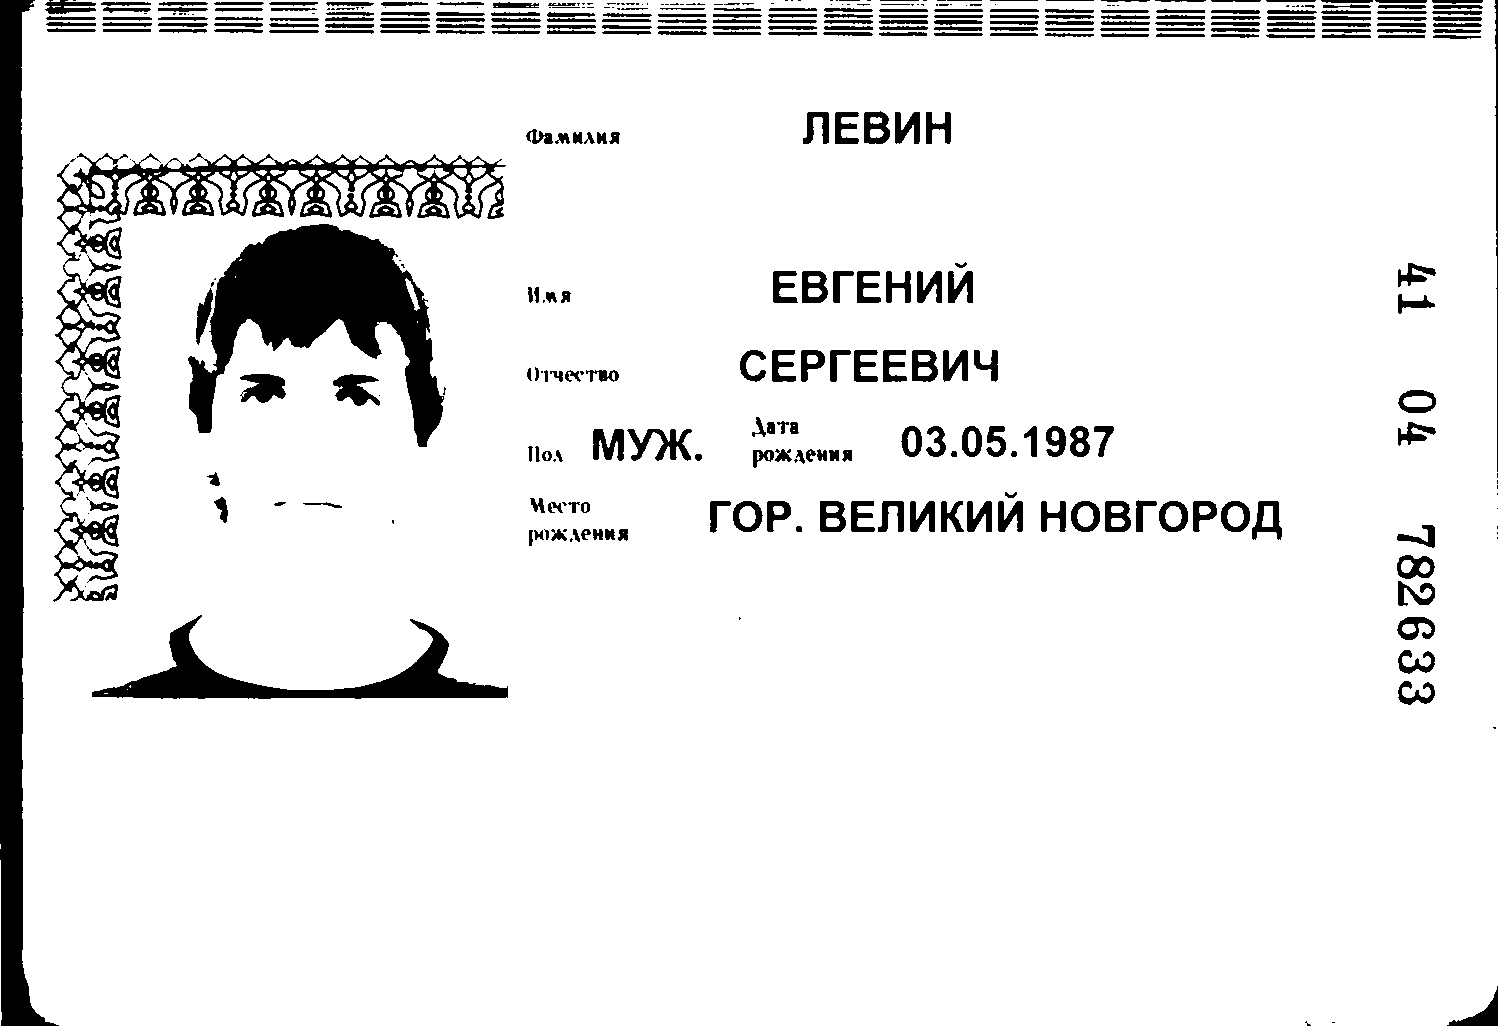 Фамилия ЛЕВИН
Имя ЕВГЕНИЙ
Отчество СЕРГЕЕВИЧ
Пол МУЖ. Дата рождения 03.05.1987
Место рождения ГОР. ВЕЛИКИЙ НОВГОРОД
41 04 782633